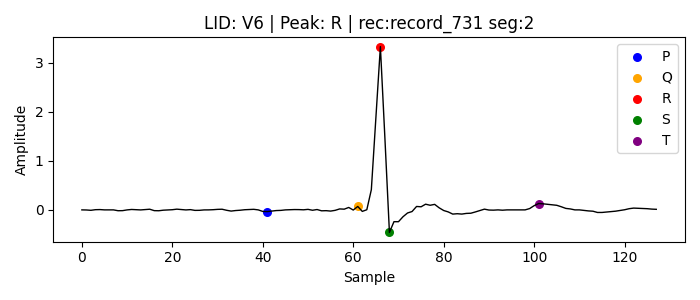 LID: V6 | Peak: R | rec:record_731 seg:2
Amplitude
3
2
1
0
P
Q
R
S
T
0 20 40 60 80 100 120
Sample